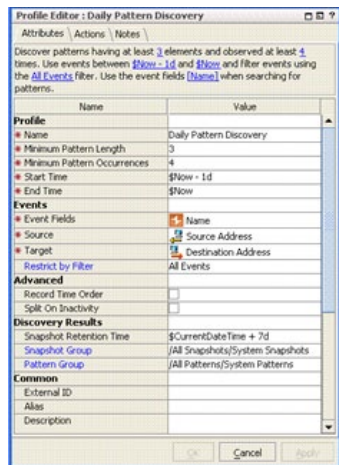 Profile Editor : Daily Pattern Discovery
Attributes Actions Notes
Discover patterns having at least 3 elements and observed at least 4
times. Use events between $Now - 1d and $Now and filter events using
the All Events filter. Use the event fields [Name] when searching for
patterns.
Name Value
Profile
* Name Daily Pattern Discovery
* Minimum Pattern Length 3
* Minimum Pattern Occurrences 4
* Start Time $Now - 1d
* End Time $Now
Events
* Event Fields Name
* Source Source Address
* Target Destination Address
Restrict by Filter All Events
Advanced
Record Time Order
Split On Inactivity
Discovery Results
Snapshot Retention Time $CurrentDateTime + 7d
Snapshot Group /All Snapshots/System Snapshots
Pattern Group /All Patterns/System Patterns
Common
External ID
Alias
Description
OK Cancel Apply